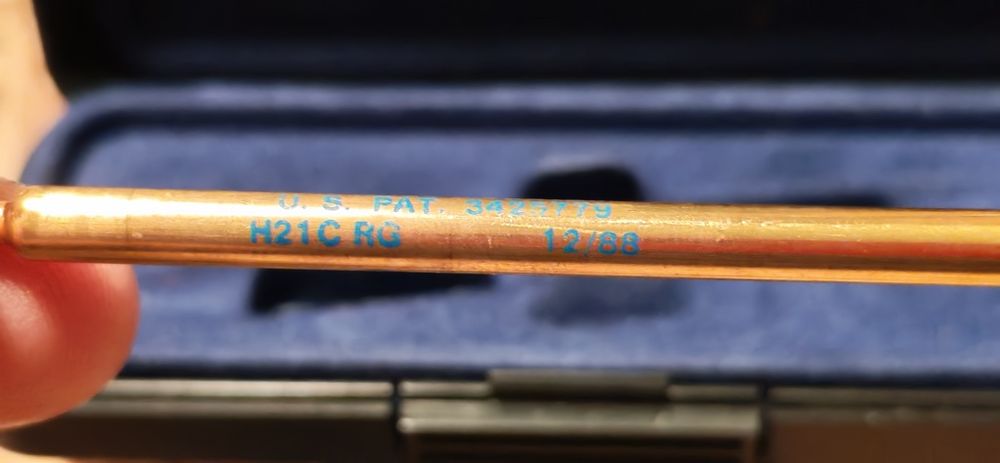 U. S. PAT. 3425779
H21C RG 12/88